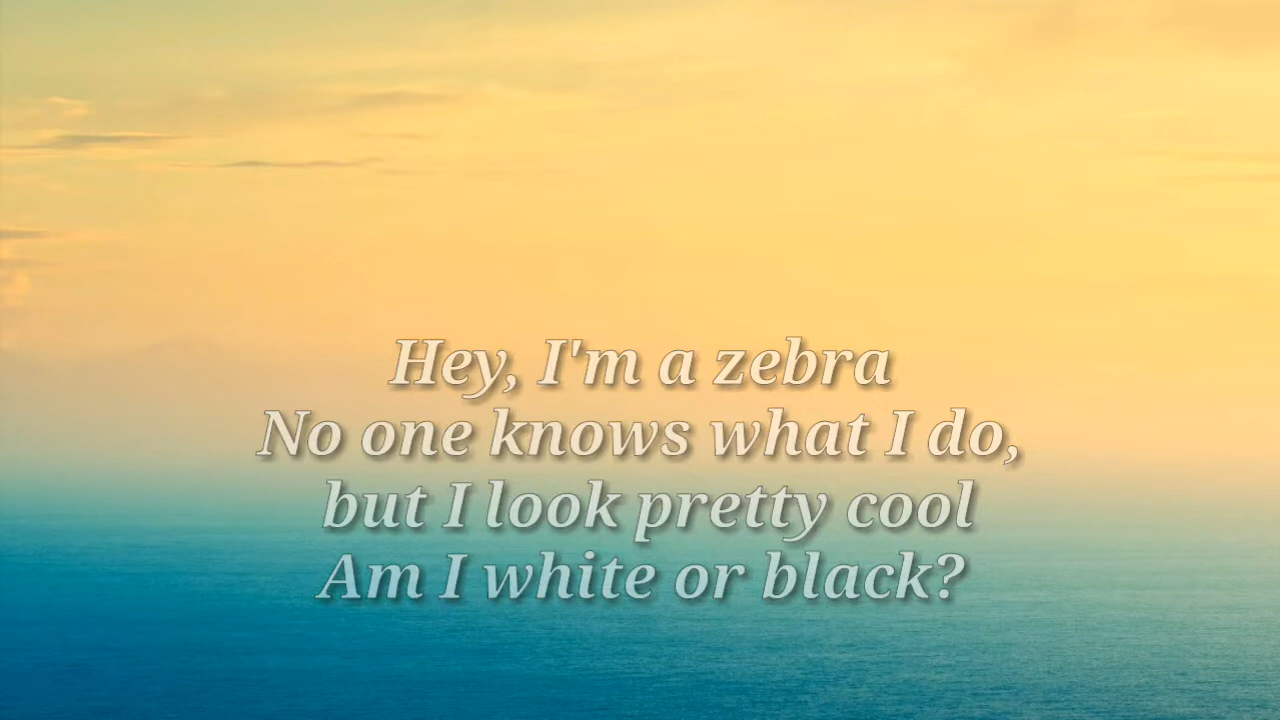 Hey, I'm a zebra
No one knows what I do,
but I look pretty cool
Am I white or black?